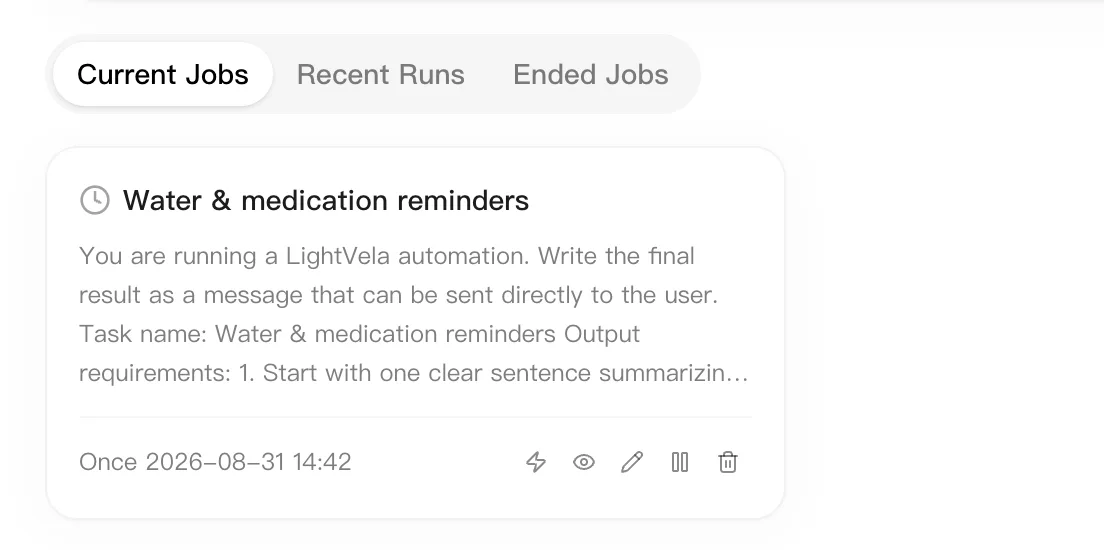 Current Jobs Recent Runs Ended Jobs
Water & medication reminders
You are running a LightVela automation. Write the final
result as a message that can be sent directly to the user.
Task name: Water & medication reminders Output
requirements: 1. Start with one clear sentence summarizin...
Once 2026-08-31 14:42